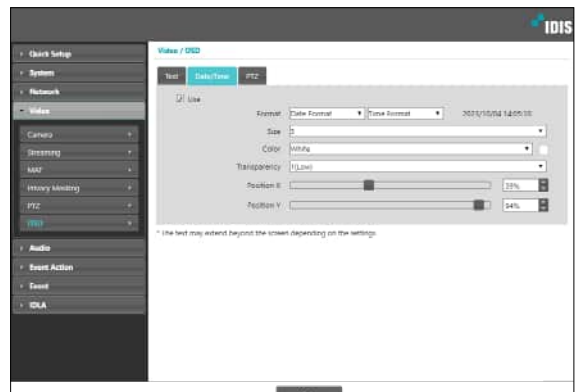 IDIS
Quick Setup
System
Network
Video
Camera
Streaming
MAT
Privacy Masking
PTZ
OSD
Audio
Event Action
Event
IDLA
Video / OSD
Text Date/Time PTZ
Use
Format Date Format Time Format 2023/10/04 14:05:10
Size 3
Color White
Transparency 1(Low)
Position X 39%
Position Y 94%
* The text may extend beyond the screen depending on the settings.